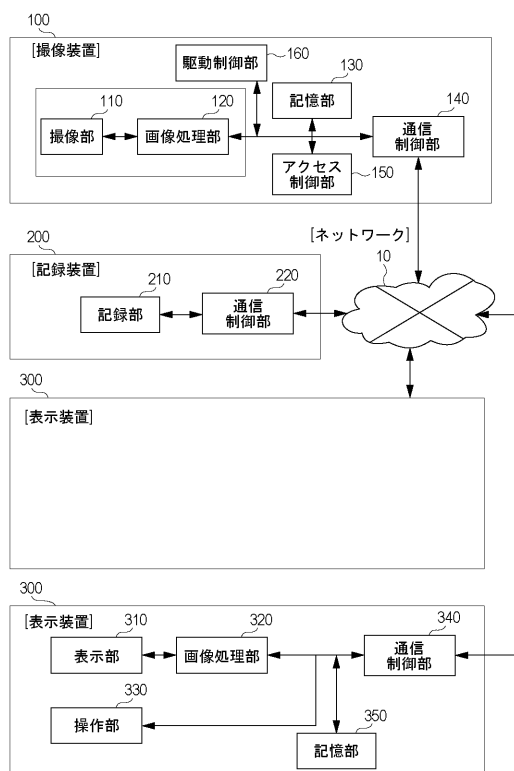 100
[撮像装置]
160
駆動制御部
130
記憶部
110
撮像部
120
画像処理部
140
通信
制御部
アクセス
制御部
150
[ネットワーク]
10
200
[記録装置]
210
記録部
220
通信
制御部
300
[表示装置]
300
[表示装置]
310
表示部
320
画像処理部
340
通信
制御部
330
操作部
350
記憶部